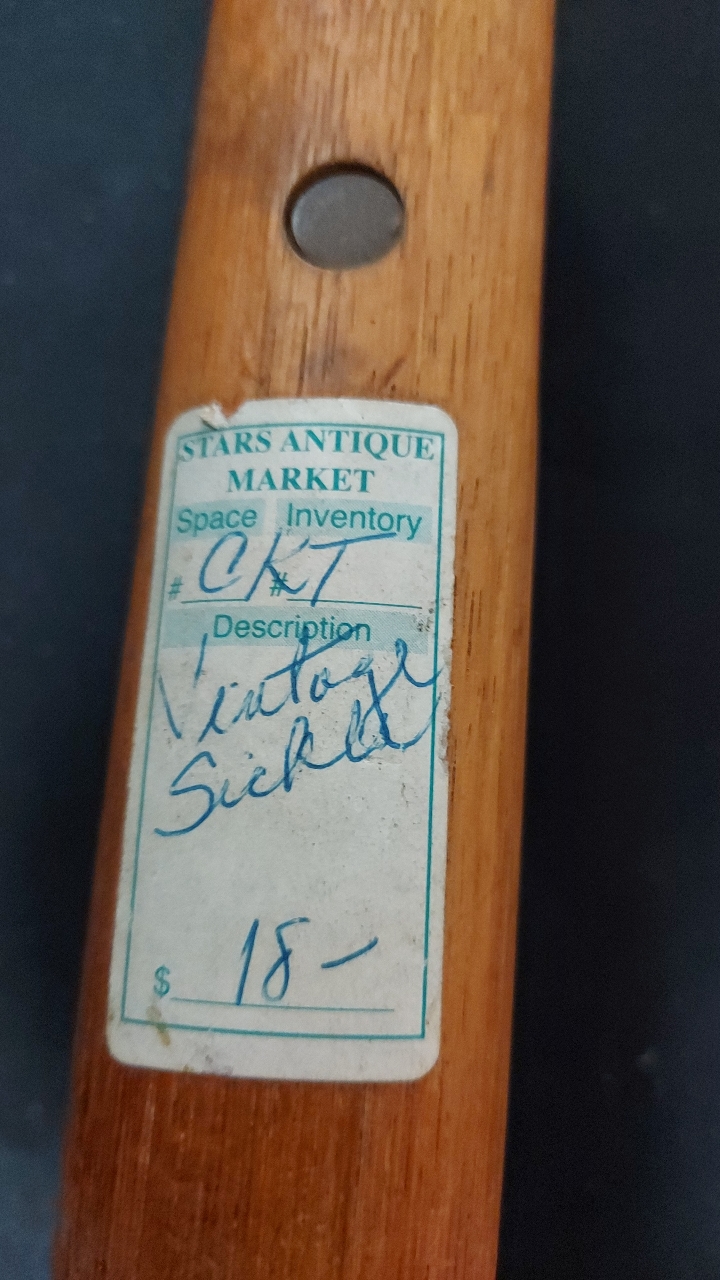 STARS ANTIQUE
MARKET
Space Inventory
# CKT #
Description
Vintage
Sickle
$ 18 –